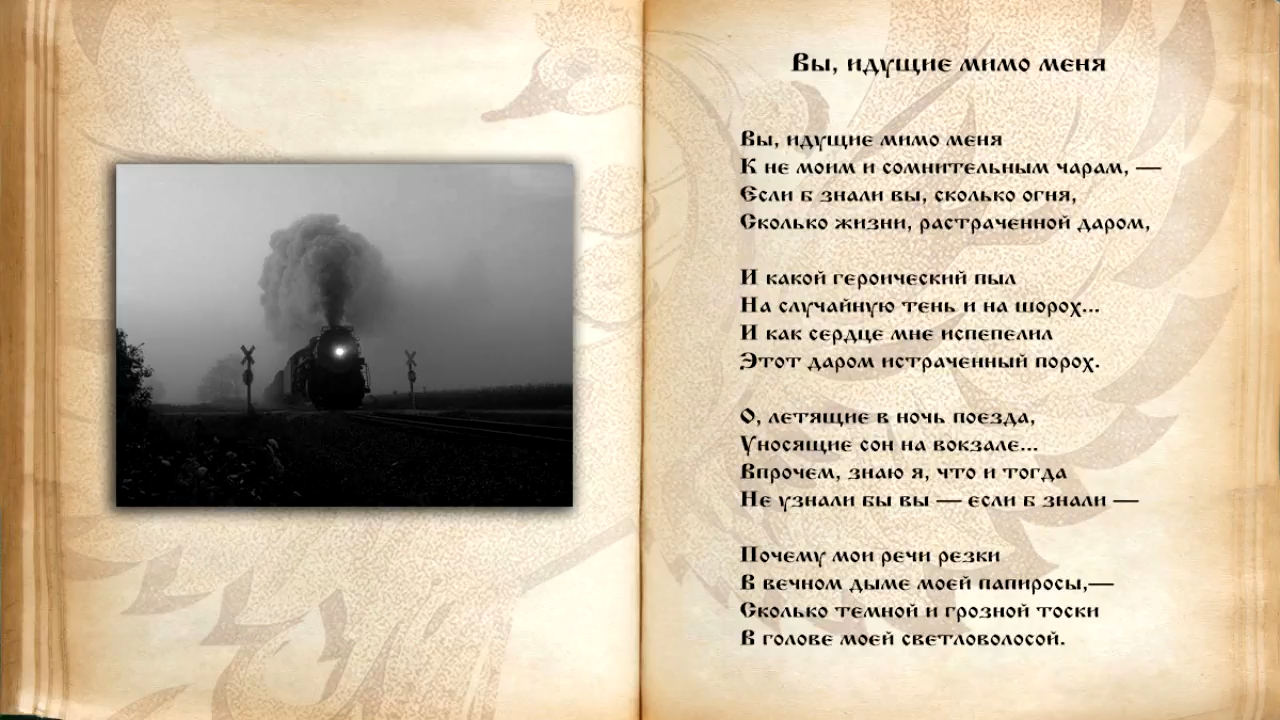 Вы, идущие мимо меня
Вы, идущие мимо меня
К не моим и сомнительным чарам, —
Если б знали вы, сколько огня,
Сколько жизни, растраченной даром,
И какой героический пыл
На случайную тень и на шорох...
И как сердце мне испепелил
Этот даром истраченный порох.
О, летящие в ночь поезда,
Уносящие сон на вокзале...
Впрочем, знаю я, что и тогда
Не узнали бы вы — если б знали —
Почему мои речи резки
В вечном дыме моей папиросы,—
Сколько темной и грозной тоски
В голове моей светловолосой.